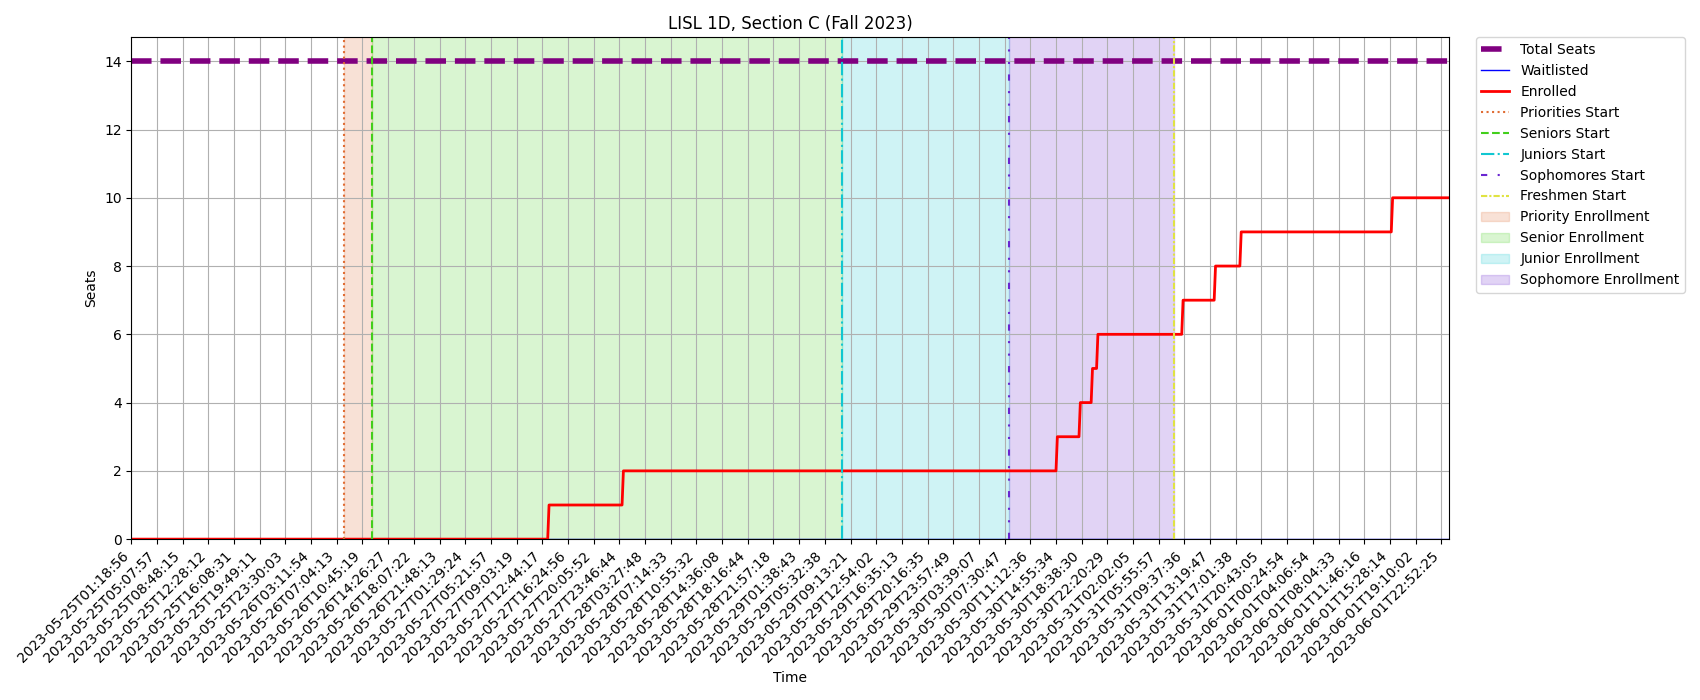 LISL 1D, Section C (Fall 2023)
Seats
14
12
10
8
6
4
2
0
2023-05-25T01:18:56
2023-05-25T05:07:57
2023-05-25T08:48:15
2023-05-25T12:28:12
2023-05-25T16:08:31
2023-05-25T19:49:11
2023-05-25T23:30:03
2023-05-26T03:11:54
2023-05-26T07:04:13
2023-05-26T10:45:19
2023-05-26T14:26:27
2023-05-26T18:07:22
2023-05-26T21:48:13
2023-05-27T01:29:24
2023-05-27T05:21:57
2023-05-27T09:03:19
2023-05-27T12:44:17
2023-05-27T16:24:56
2023-05-27T20:05:52
2023-05-27T23:46:44
2023-05-28T03:27:48
2023-05-28T07:14:33
2023-05-28T10:55:32
2023-05-28T14:36:08
2023-05-28T18:16:44
2023-05-28T21:57:18
2023-05-29T01:38:43
2023-05-29T05:32:38
2023-05-29T09:13:21
2023-05-29T12:54:02
2023-05-29T16:35:13
2023-05-29T20:16:35
2023-05-29T23:57:49
2023-05-30T03:39:07
2023-05-30T07:30:47
2023-05-30T11:12:36
2023-05-30T14:55:34
2023-05-30T18:38:30
2023-05-30T22:20:29
2023-05-31T02:02:05
2023-05-31T05:55:57
2023-05-31T09:37:36
2023-05-31T13:19:47
2023-05-31T17:01:38
2023-05-31T20:43:05
2023-06-01T00:24:54
2023-06-01T04:06:54
2023-06-01T08:04:33
2023-06-01T11:46:16
2023-06-01T15:28:14
2023-06-01T19:10:02
2023-06-01T22:52:25
Time
Total Seats
Waitlisted
Enrolled
Priorities Start
Seniors Start
Juniors Start
Sophomores Start
Freshmen Start
Priority Enrollment
Senior Enrollment
Junior Enrollment
Sophomore Enrollment